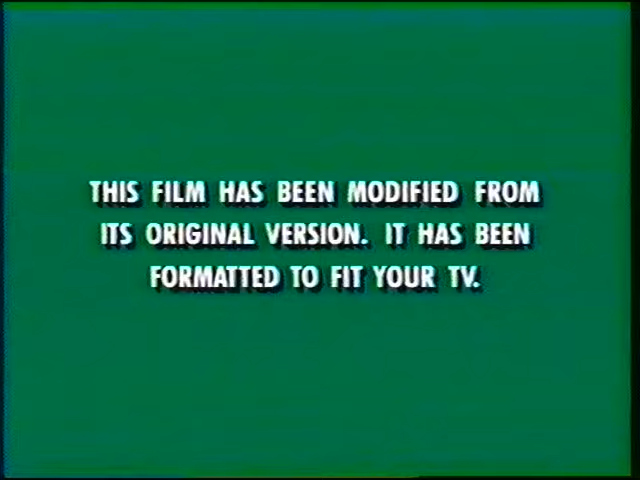 THIS FILM HAS BEEN MODIFIED FROM
ITS ORIGINAL VERSION. IT HAS BEEN
FORMATTED TO FIT YOUR TV.